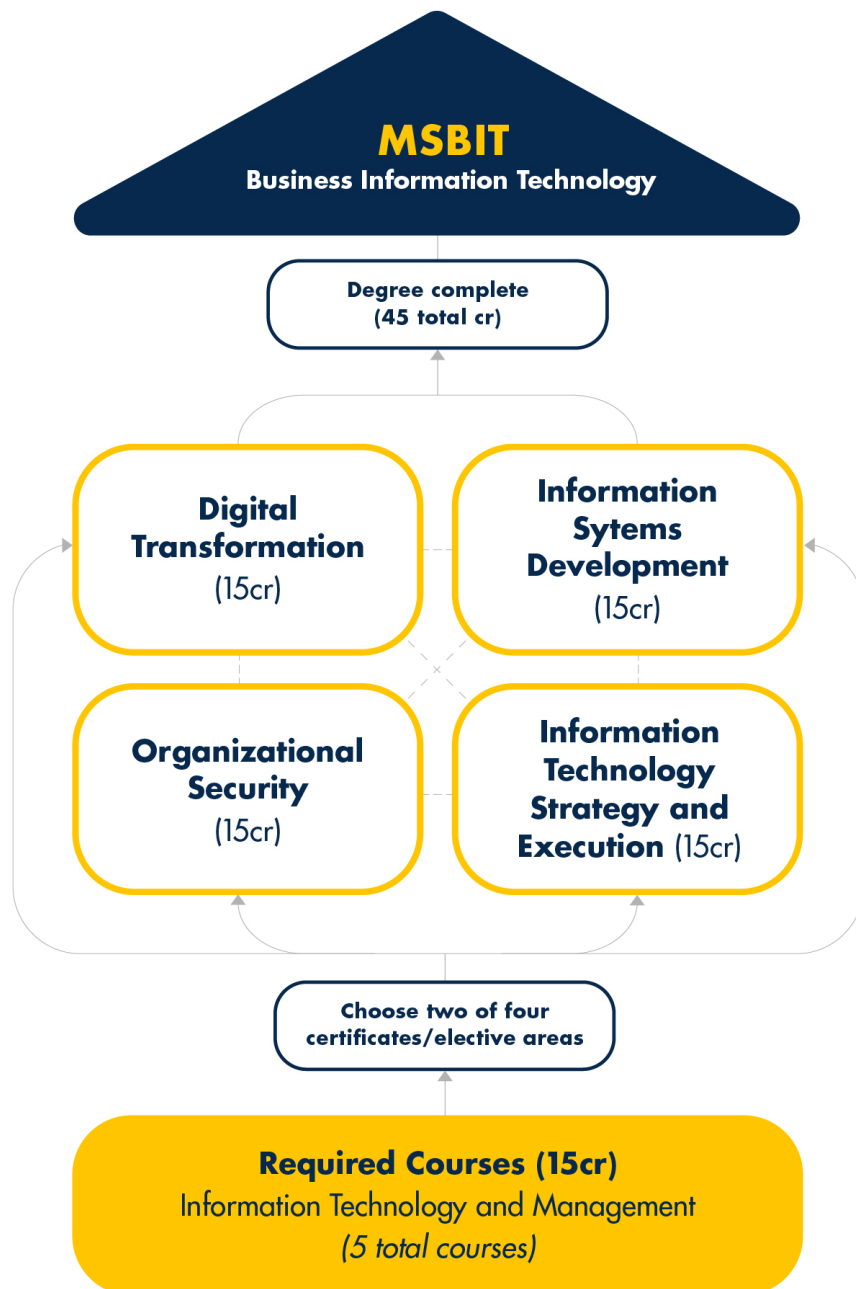 MSBIT
Business Information Technology
Degree complete
(45 total cr)
Digital
Transformation
(15cr)
Information
Sytems
Development
(15cr)
Organizational
Security
(15cr)
Information
Technology
Strategy and
Execution (15cr)
Choose two of four
certificates/elective areas
Required Courses (15cr)
Information Technology and Management
(5 total courses)